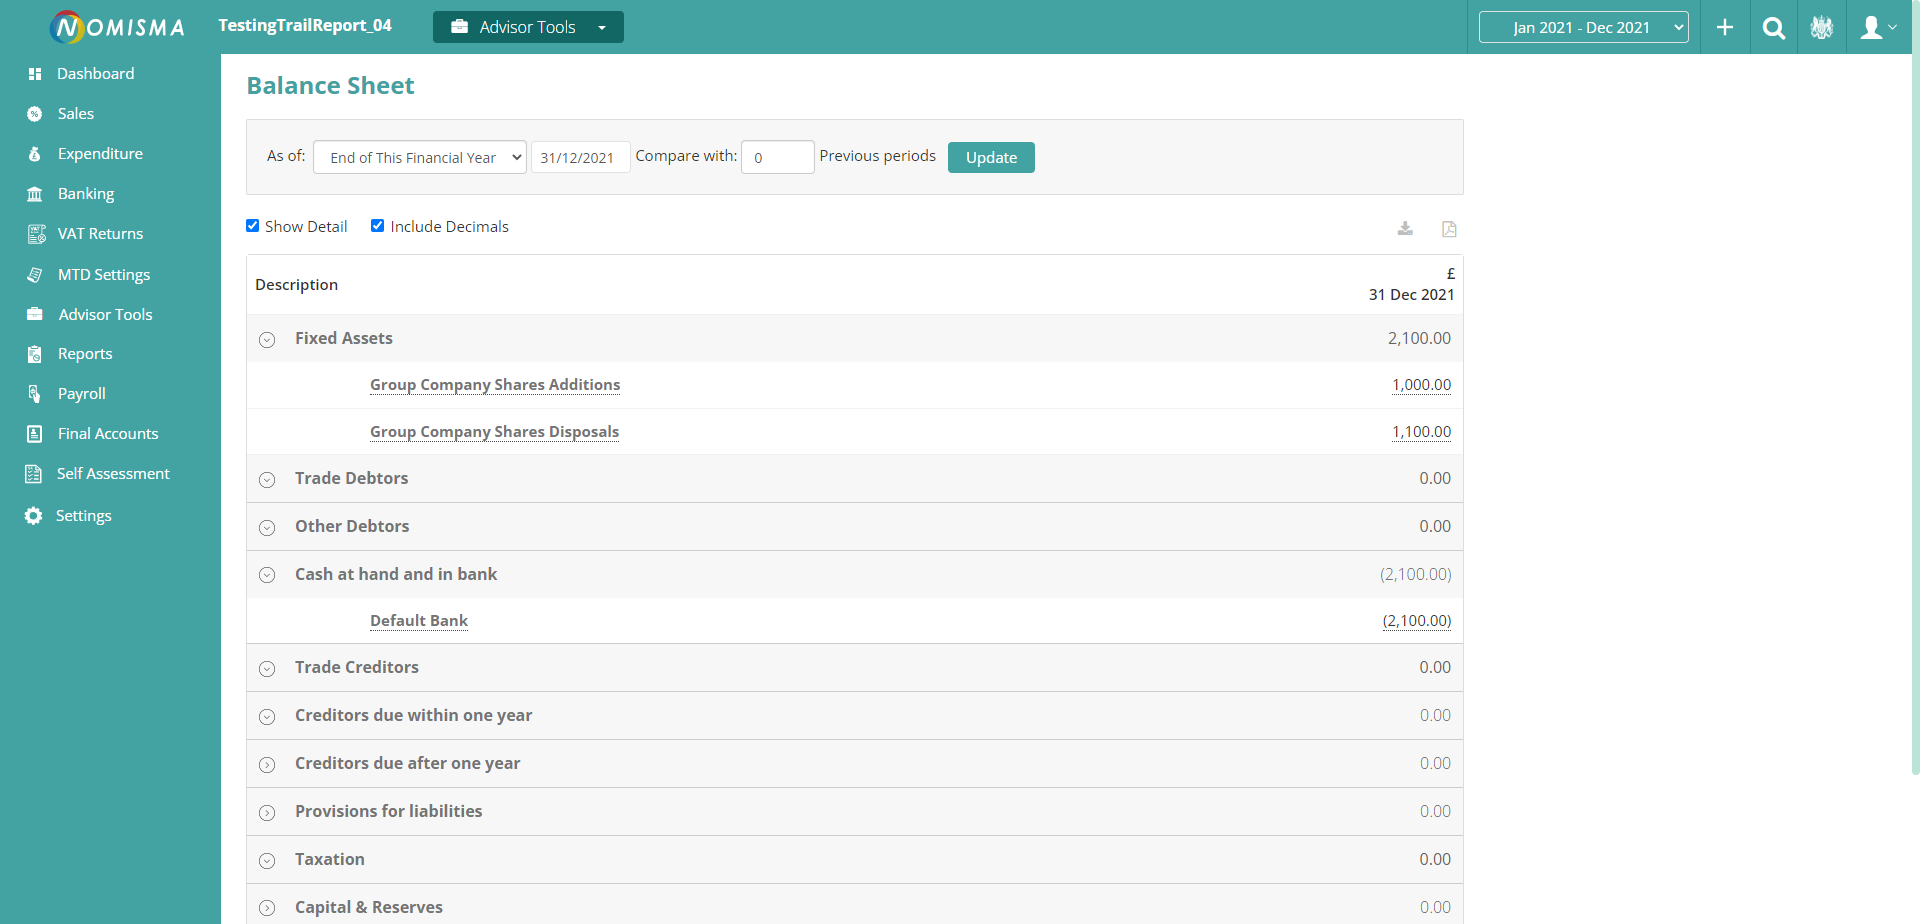 NOMISMA
TestingTrailReport_04
Advisor Tools
Jan 2021 - Dec 2021
Dashboard
Sales
Expenditure
Banking
VAT Returns
MTD Settings
Advisor Tools
Reports
Payroll
Final Accounts
Self Assessment
Settings
Balance Sheet
As of: End of This Financial Year 31/12/2021 Compare with: 0 Previous periods Update
Show Detail Include Decimals
£
Description 31 Dec 2021
Fixed Assets 2,100.00
Group Company Shares Additions 1,000.00
Group Company Shares Disposals 1,100.00
Trade Debtors 0.00
Other Debtors 0.00
Cash at hand and in bank (2,100.00)
Default Bank (2,100.00)
Trade Creditors 0.00
Creditors due within one year 0.00
Creditors due after one year 0.00
Provisions for liabilities 0.00
Taxation 0.00
Capital & Reserves 0.00